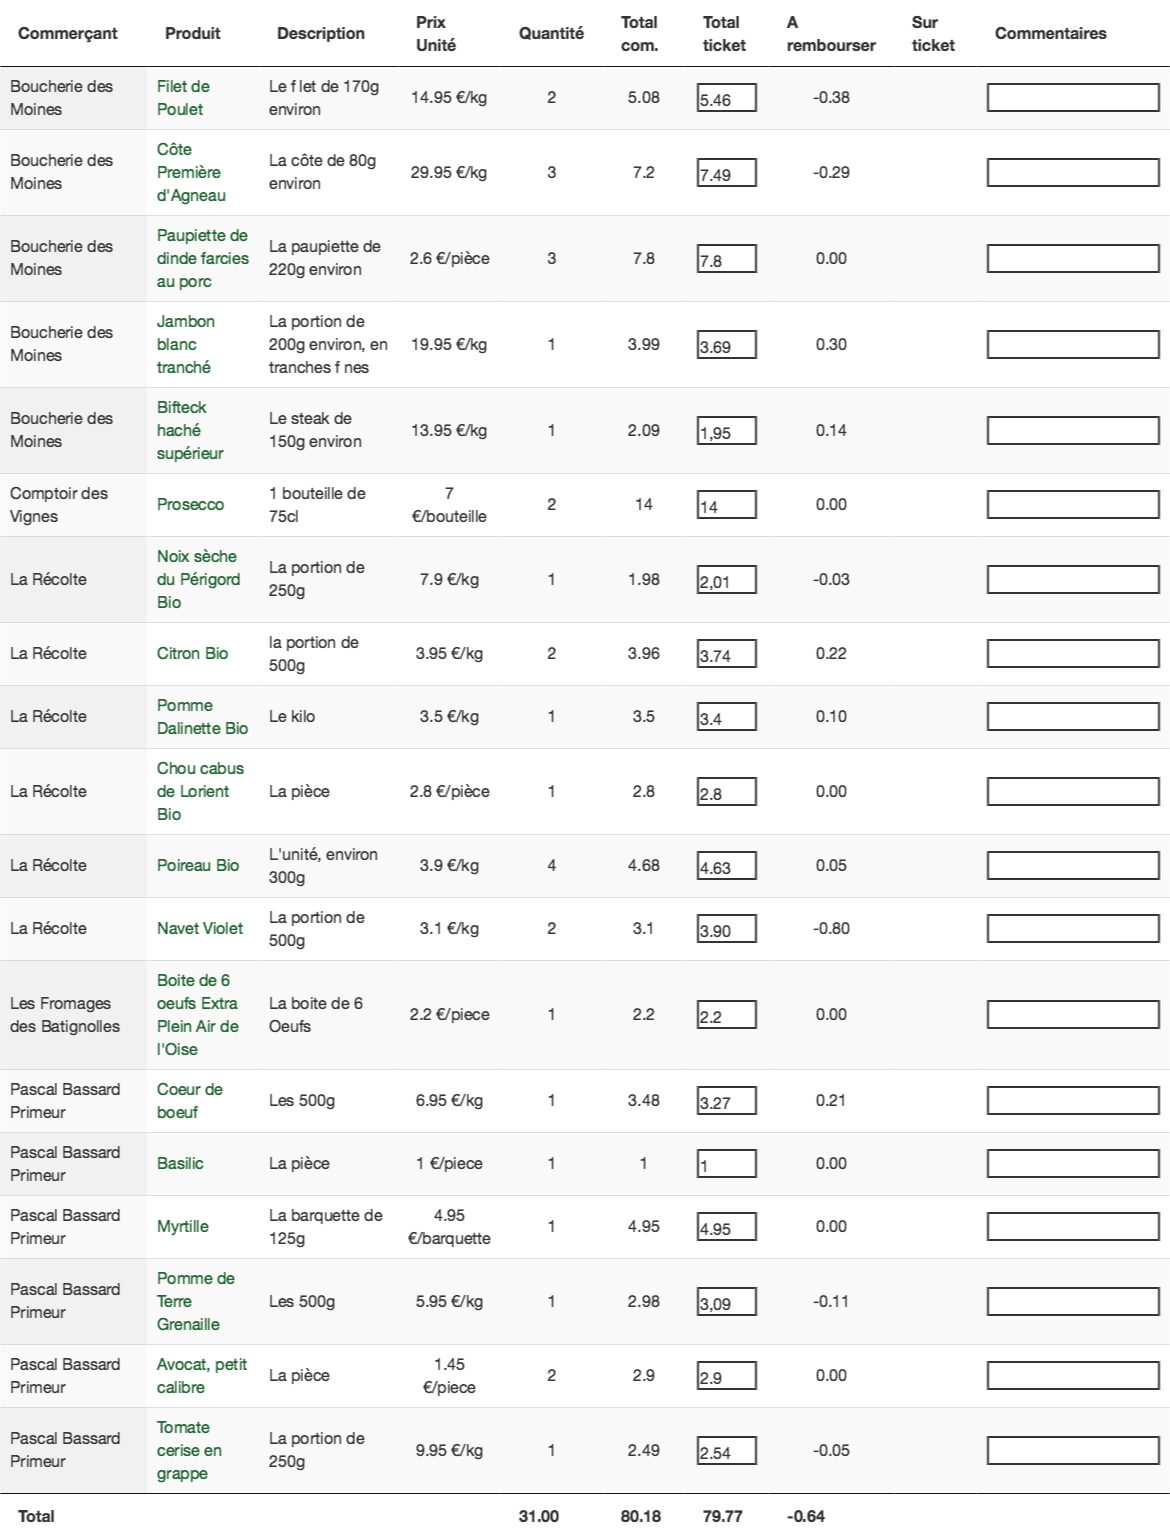 Commerçant Produit Description Prix Unité Quantité Total com. Total ticket A rembourser Sur ticket Commentaires
Boucherie des Moines Filet de Poulet Le f let de 170g environ 14.95 €/kg 2 5.08 5.46 -0.38
Boucherie des Moines Côte Première d'Agneau La côte de 80g environ 29.95 €/kg 3 7.2 7.49 -0.29
Boucherie des Moines Paupiette de dinde farcies au porc La paupiette de 220g environ 2.6 €/pièce 3 7.8 7.8 0.00
Boucherie des Moines Jambon blanc tranché La portion de 200g environ, en tranches f nes 19.95 €/kg 1 3.99 3.69 0.30
Boucherie des Moines Bifteck haché supérieur Le steak de 150g environ 13.95 €/kg 1 2.09 1,95 0.14
Comptoir des Vignes Prosecco 1 bouteille de 75cl 7 €/bouteille 2 14 14 0.00
La Récolte Noix sèche du Périgord Bio La portion de 250g 7.9 €/kg 1 1.98 2,01 -0.03
La Récolte Citron Bio la portion de 500g 3.95 €/kg 2 3.96 3.74 0.22
La Récolte Pomme Dalinette Bio Le kilo 3.5 €/kg 1 3.5 3.4 0.10
La Récolte Chou cabus de Lorient Bio La pièce 2.8 €/pièce 1 2.8 2.8 0.00
La Récolte Poireau Bio L'unité, environ 300g 3.9 €/kg 4 4.68 4.63 0.05
La Récolte Navet Violet La portion de 500g 3.1 €/kg 2 3.1 3.90 -0.80
Les Fromages des Batignolles Boite de 6 oeufs Extra Plein Air de l'Oise La boite de 6 Oeufs 2.2 €/piece 1 2.2 2.2 0.00
Pascal Bassard Primeur Coeur de boeuf Les 500g 6.95 €/kg 1 3.48 3.27 0.21
Pascal Bassard Primeur Basilic La pièce 1 €/piece 1 1 1 0.00
Pascal Bassard Primeur Myrtille La barquette de 125g 4.95 €/barquette 1 4.95 4.95 0.00
Pascal Bassard Primeur Pomme de Terre Grenaille Les 500g 5.95 €/kg 1 2.98 3,09 -0.11
Pascal Bassard Primeur Avocat, petit calibre La pièce 1.45 €/piece 2 2.9 2.9 0.00
Pascal Bassard Primeur Tomate cerise en grappe La portion de 250g 9.95 €/kg 1 2.49 2.54 -0.05
Total 31.00 80.18 79.77 -0.64